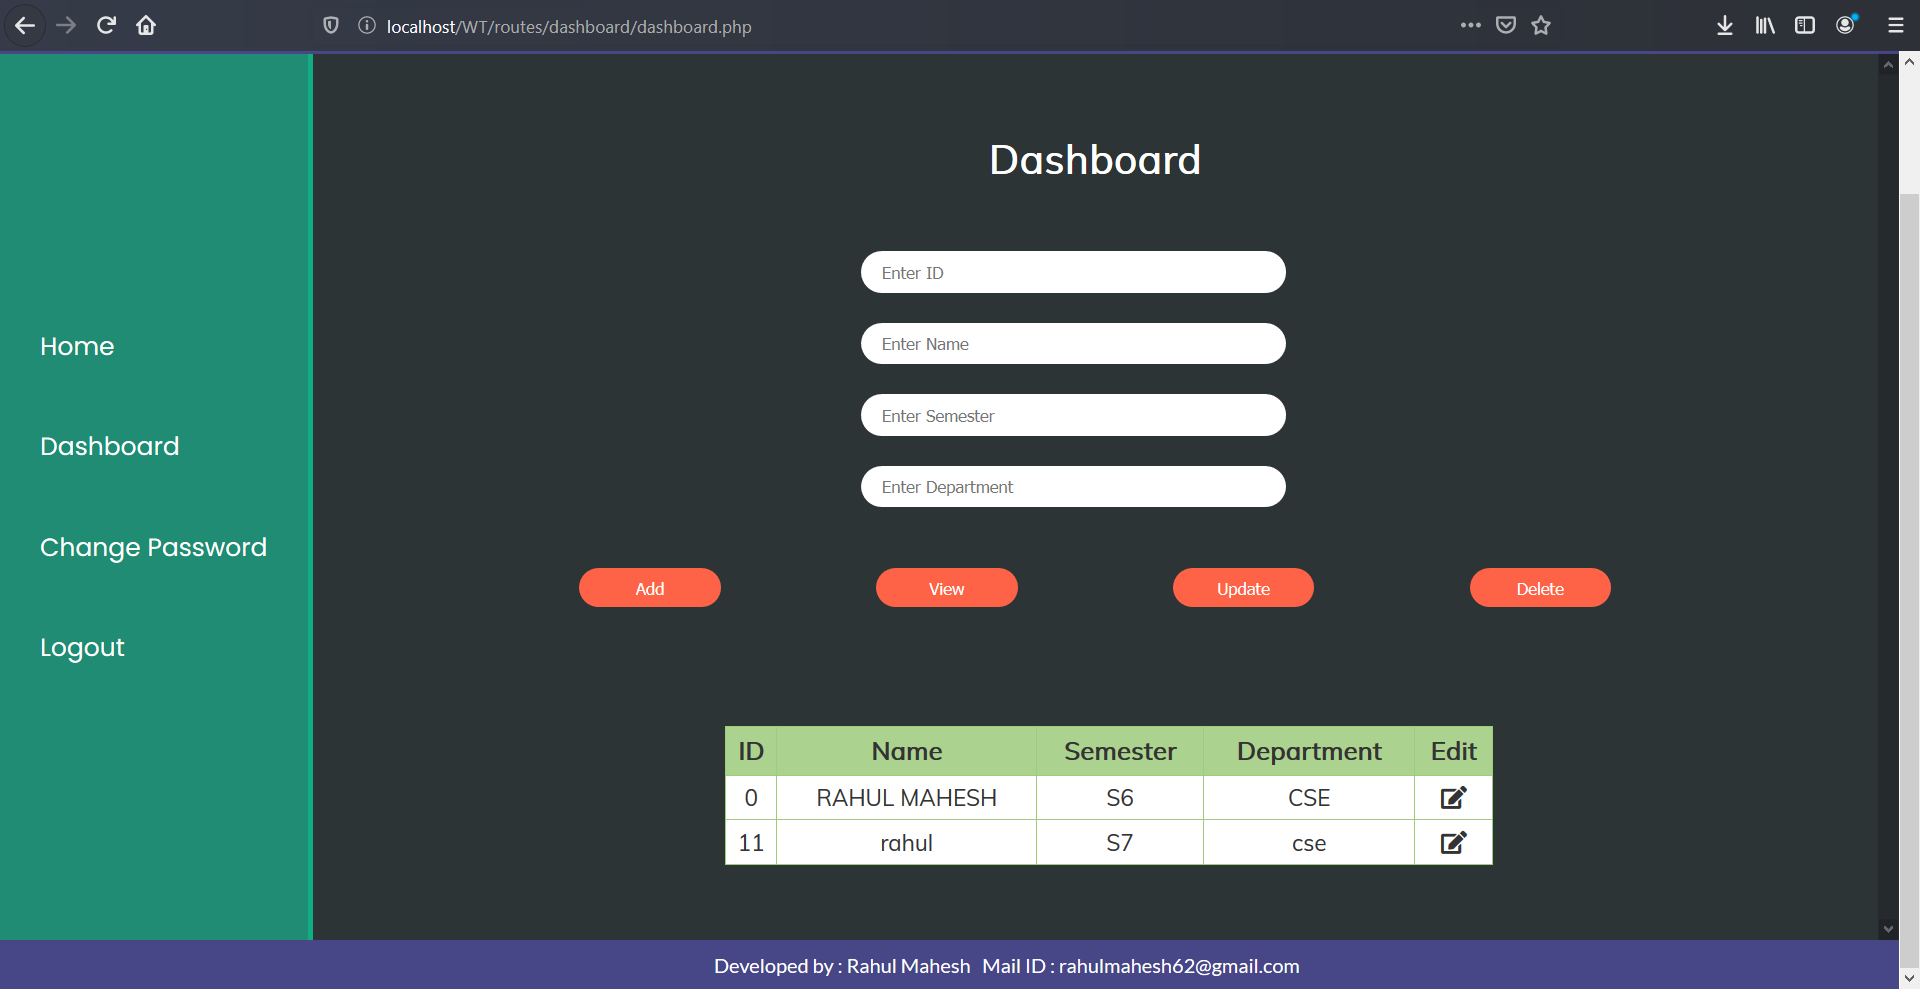 localhost/WT/routes/dashboard/dashboard.php
Home
Dashboard
Change Password
Logout
Dashboard
Enter ID
Enter Name
Enter Semester
Enter Department
Add View Update Delete
ID Name Semester Department Edit
0 RAHUL MAHESH S6 CSE
11 rahul S7 cse
Developed by : Rahul Mahesh Mail ID : rahulmahesh62@gmail.com